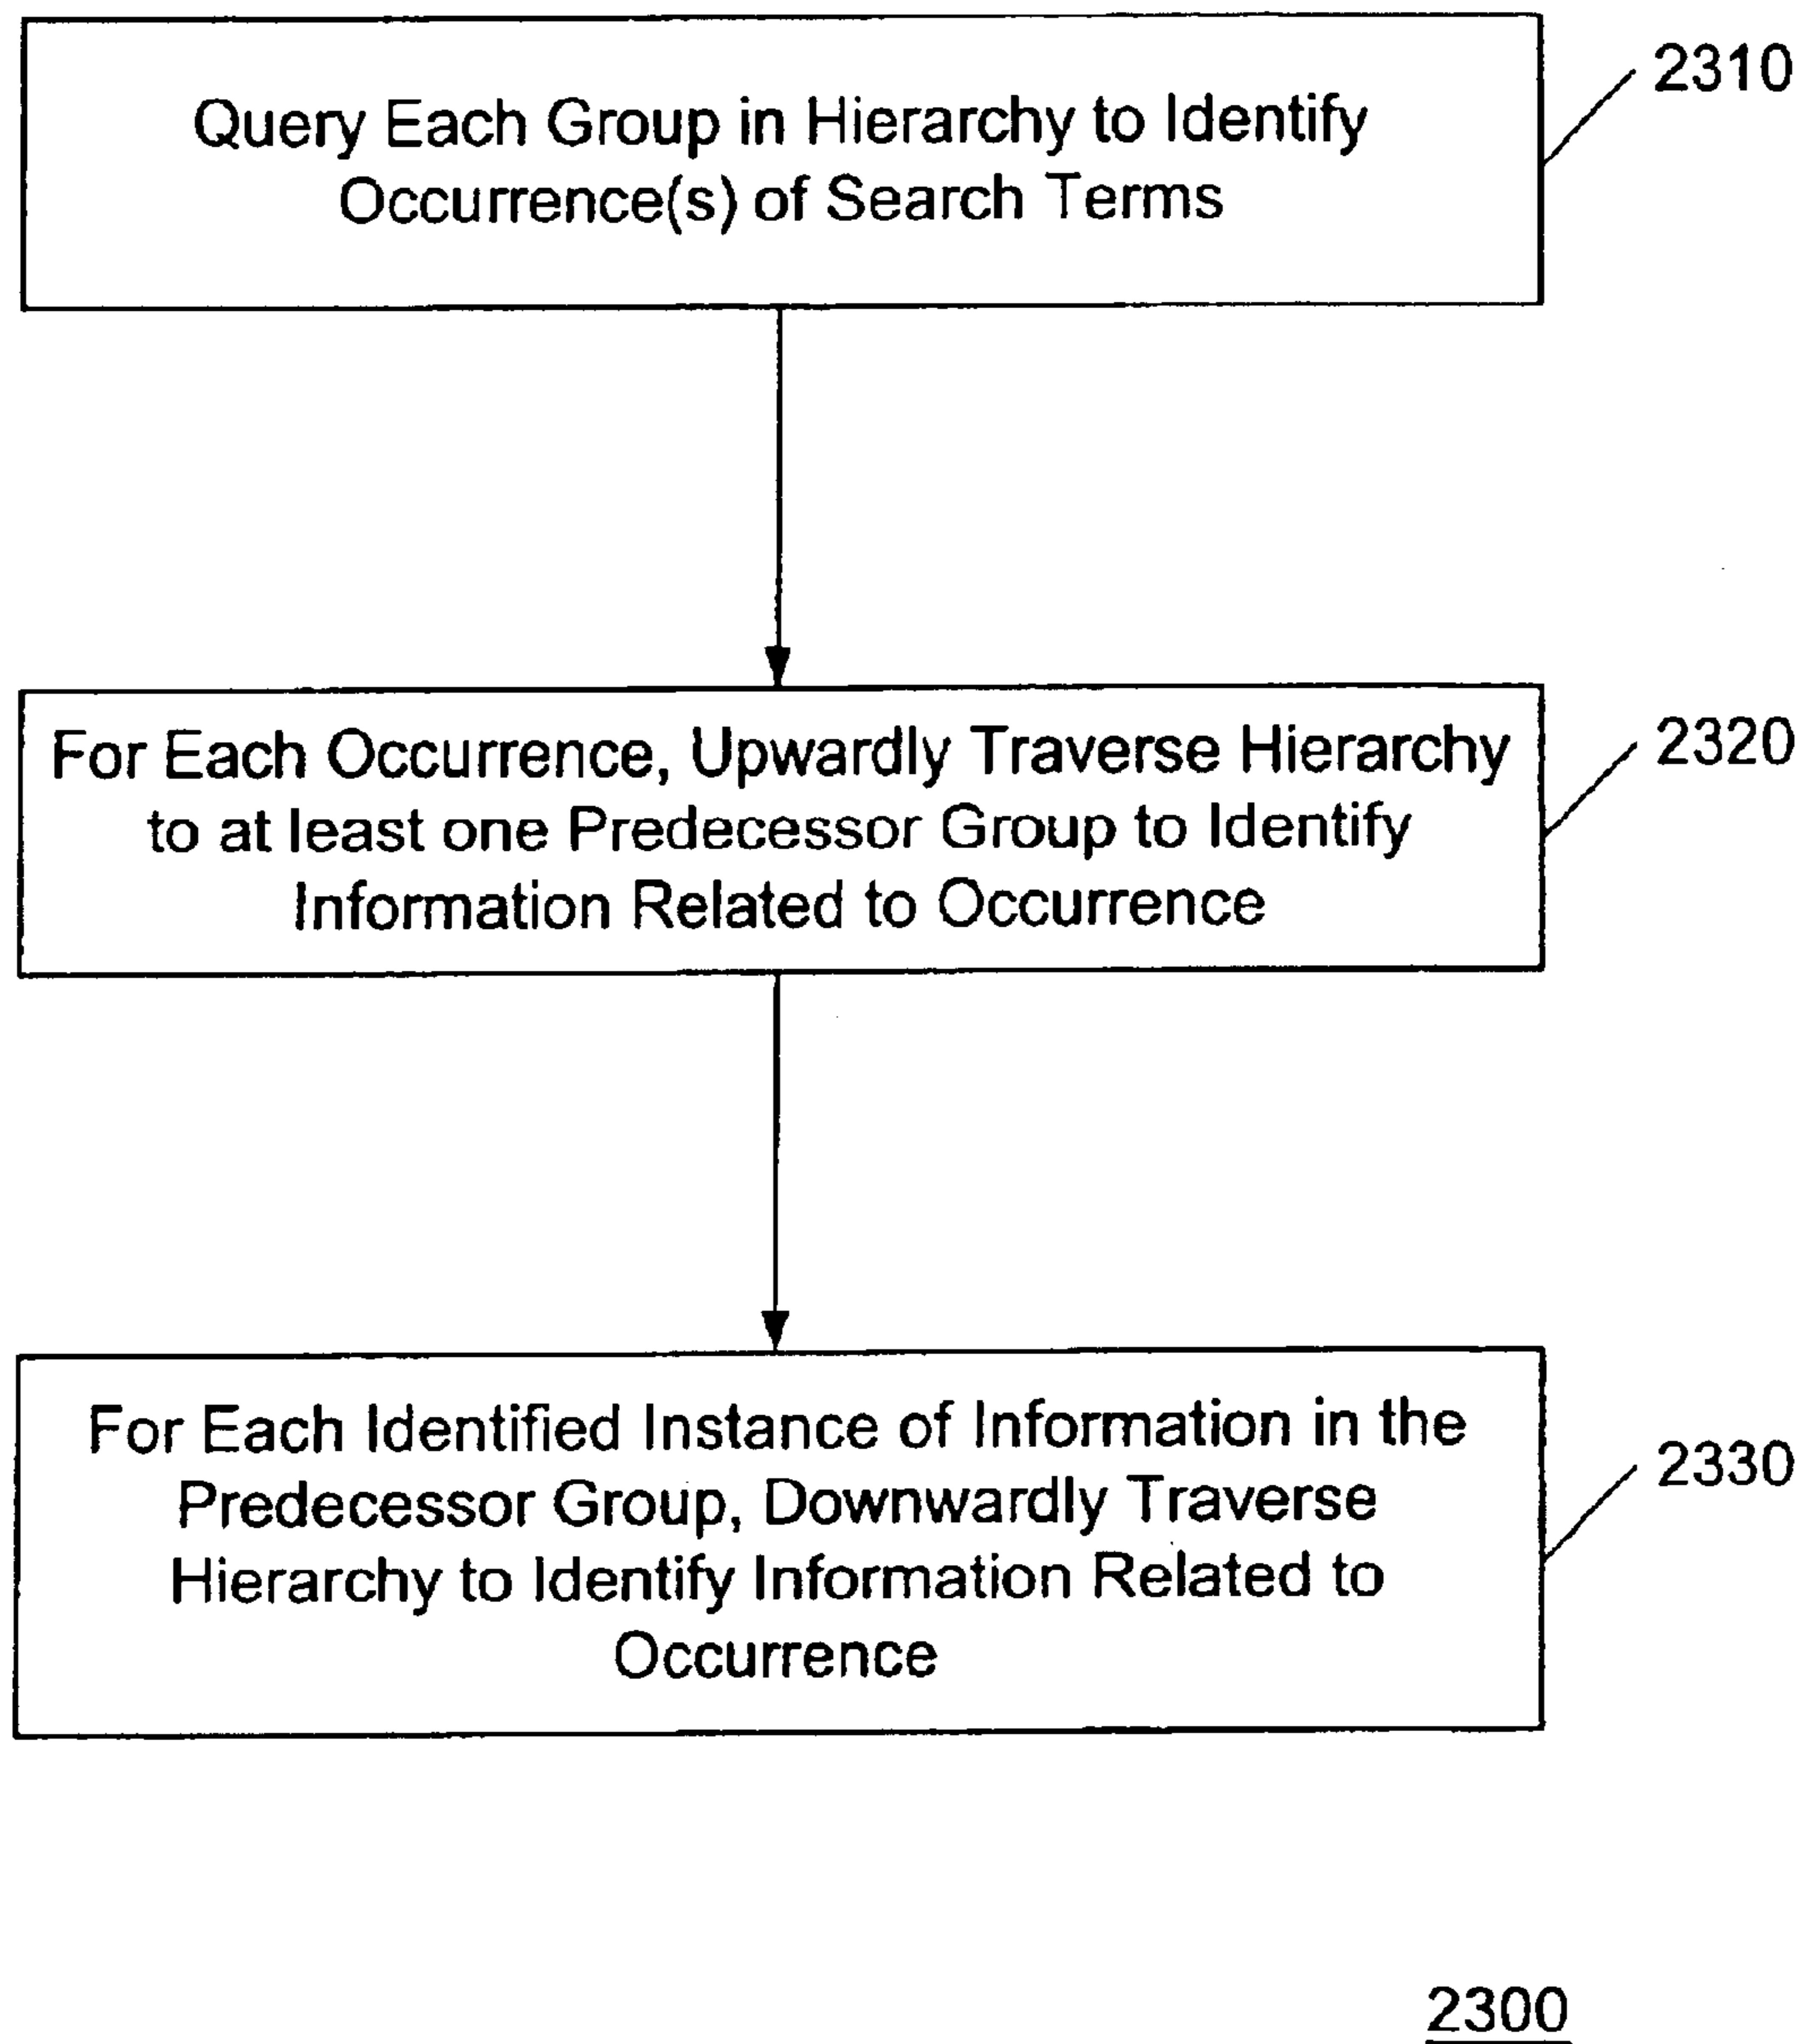 Query Each Group in Hierarchy to Identify
Occurrence(s) of Search Terms
2310
For Each Occurrence, Upwardly Traverse Hierarchy
to at least one Predecessor Group to Identify
Information Related to Occurrence
2320
For Each Identified Instance of Information in the
Predecessor Group, Downwardly Traverse
Hierarchy to Identify Information Related to
Occurrence
2330
2300